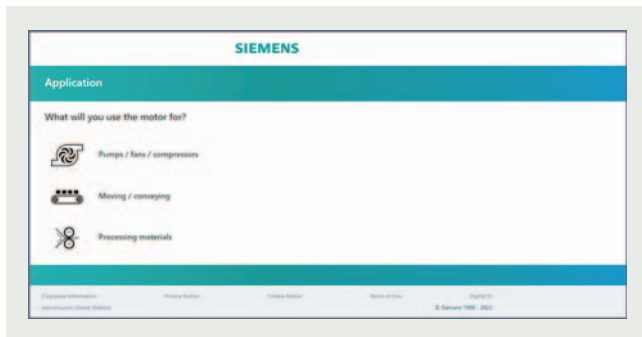 SIEMENS
Application
What will you use the motor for?
Pumps / fans / compressors
Moving / conveying
Processing materials
Corporate Information Privacy Notice Cookie Notice Terms of Use Digital ID
siemens.com Global Website © Siemens 1996 - 2023